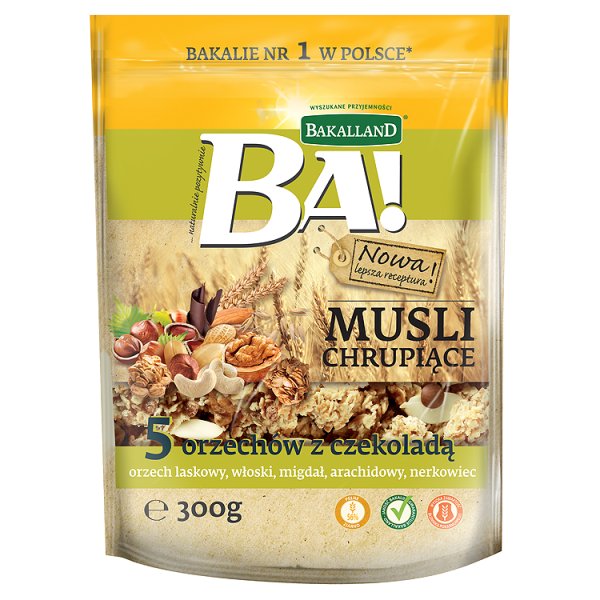 BAKALIE NR 1 W POLSCE*
WYSZUKANE PRZYJEMNOŚCI
BAKALLAND®
BA!
—naturalnie pozytywnie
Nowa!
lepsza receptura!
MUSLI
CHRUPIĄCE
5 orzechów z czekoladą
orzech laskowy, włoski, migdał, arachidowy, nerkowiec
℮ 300g